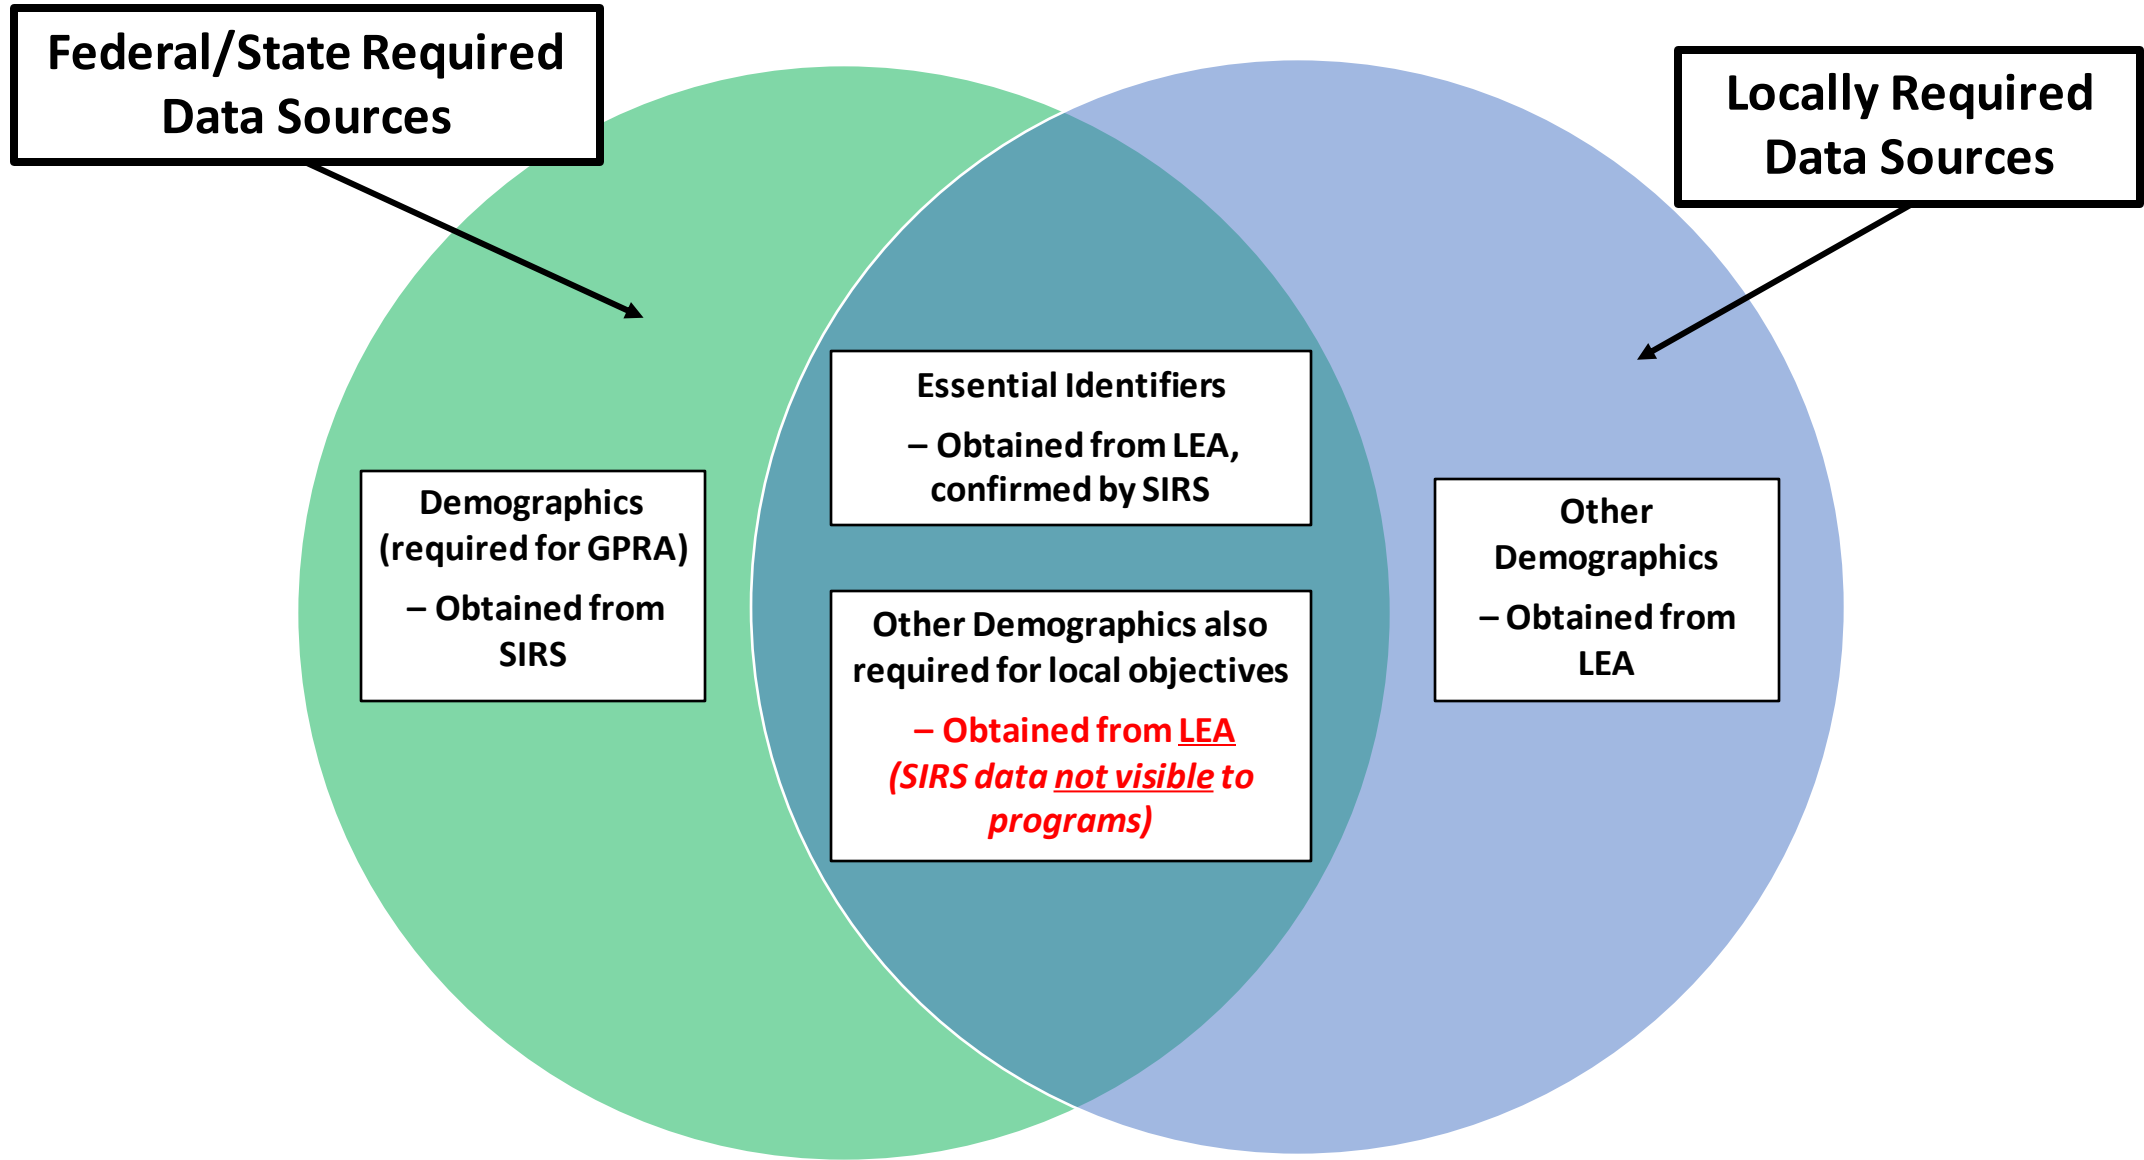 Federal/State Required
Data Sources
Locally Required
Data Sources
Essential Identifiers
– Obtained from LEA,
confirmed by SIRS
Demographics
(required for GPRA)
– Obtained from
SIRS
Other Demographics also
required for local objectives
– Obtained from LEA
(SIRS data not visible to
programs)
Other
Demographics
– Obtained from
LEA